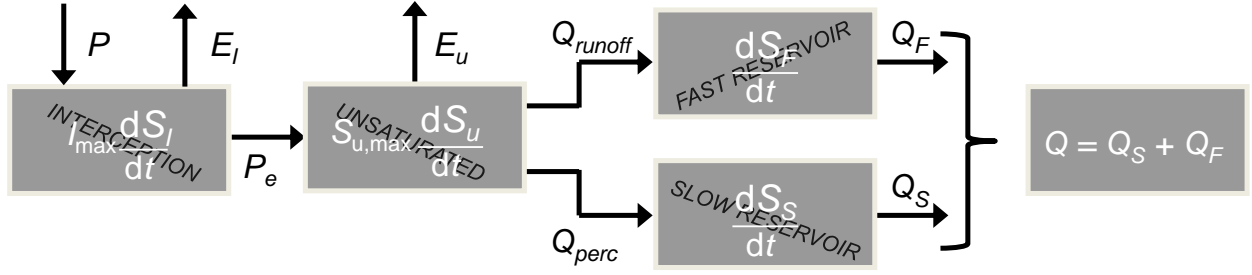 P
E_I
INTERCEPTION
I_max dS_I/dt
P_e
E_u
UNSATURATED
S_u,max dS_u/dt
Q_runoff
Q_perc
FAST RESERVOIR
dS_F/dt
SLOW RESERVOIR
dS_S/dt
Q_F
Q_S
Q = Q_S + Q_F